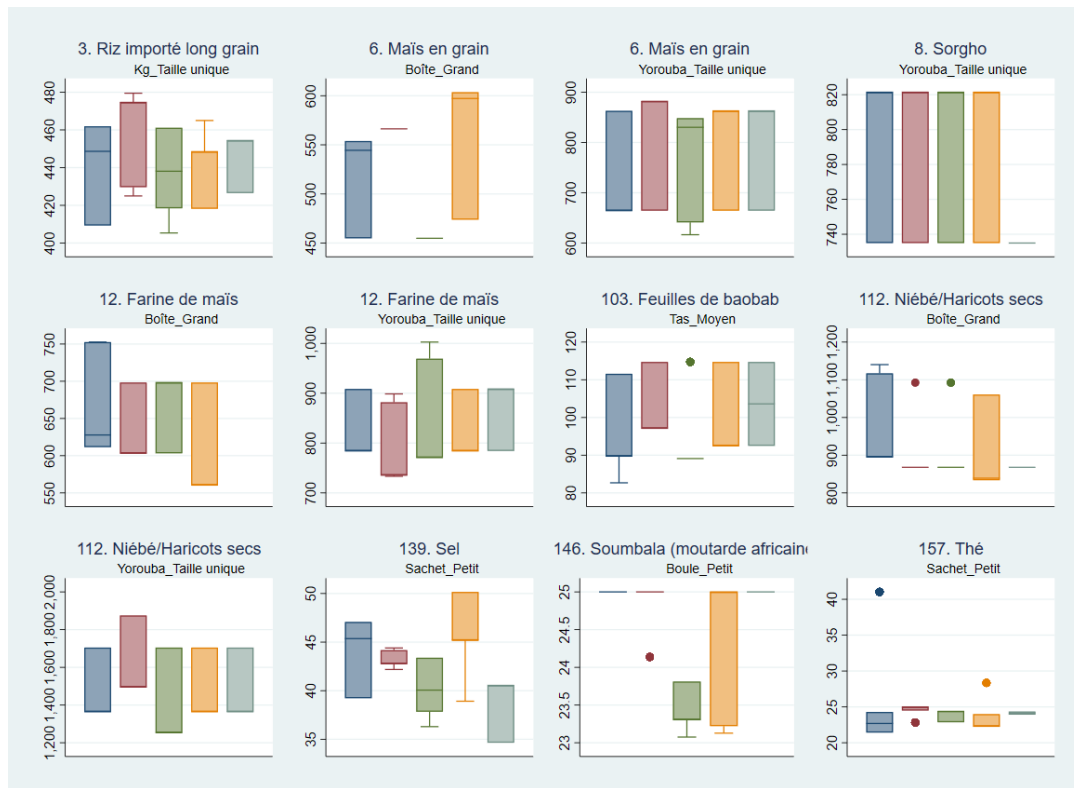 3. Riz importé long grain
Kg_Taille unique
480
460
440
420
400
6. Maïs en grain
Boîte_Grand
600
550
500
450
6. Maïs en grain
Yorouba_Taille unique
900
800
700
600
8. Sorgho
Yorouba_Taille unique
820
800
780
760
740
12. Farine de maïs
Boîte_Grand
750
700
650
600
550
12. Farine de maïs
Yorouba_Taille unique
1,000
900
800
700
103. Feuilles de baobab
Tas_Moyen
120
110
100
90
80
112. Niébé/Haricots secs
Boîte_Grand
1,200
1,100
1,000
900
800
112. Niébé/Haricots secs
Yorouba_Taille unique
2,000
1,800
1,600
1,400
1,200
139. Sel
Sachet_Petit
50
45
40
35
146. Soumbala (moutarde africain
Boule_Petit
25
24.5
24
23.5
23
157. Thé
Sachet_Petit
40
35
30
25
20